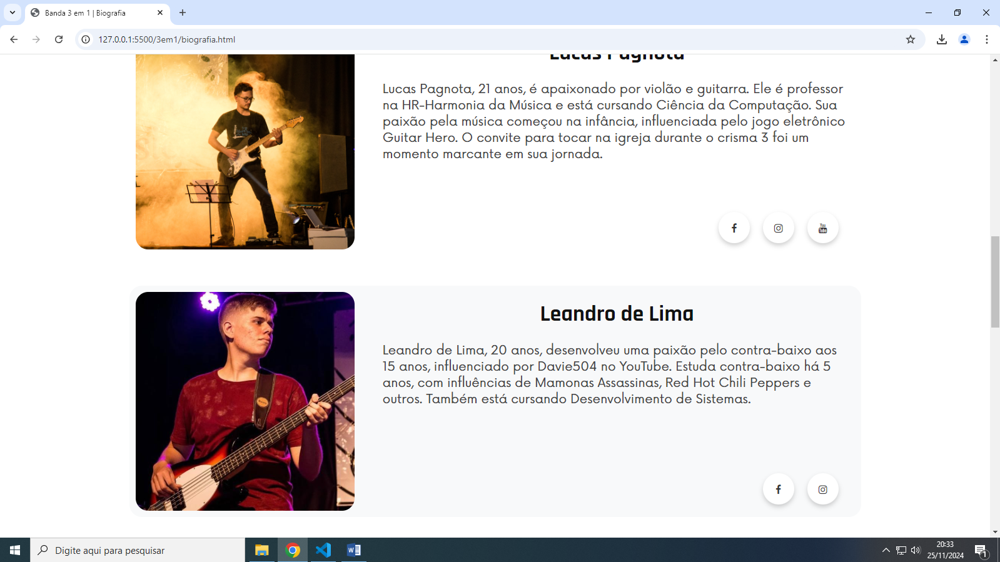 Banda 3 em 1 | Biografia
127.0.0.1:5500/3em1/biografia.html
Lucas Pagnota
Lucas Pagnota, 21 anos, é apaixonado por violão e guitarra. Ele é professor
na HR-Harmonia da Música e está cursando Ciência da Computação. Sua
paixão pela música começou na infância, influenciada pelo jogo eletrônico
Guitar Hero. O convite para tocar na igreja durante o crisma 3 foi um
momento marcante em sua jornada.
You
Tube
Leandro de Lima
Leandro de Lima, 20 anos, desenvolveu uma paixão pelo contra-baixo aos
15 anos, influenciado por Davie504 no YouTube. Estuda contra-baixo há 5
anos, com influências de Mamonas Assassinas, Red Hot Chili Peppers e
outros. Também está cursando Desenvolvimento de Sistemas.
Digite aqui para pesquisar
W
20:33
25/11/2024
1